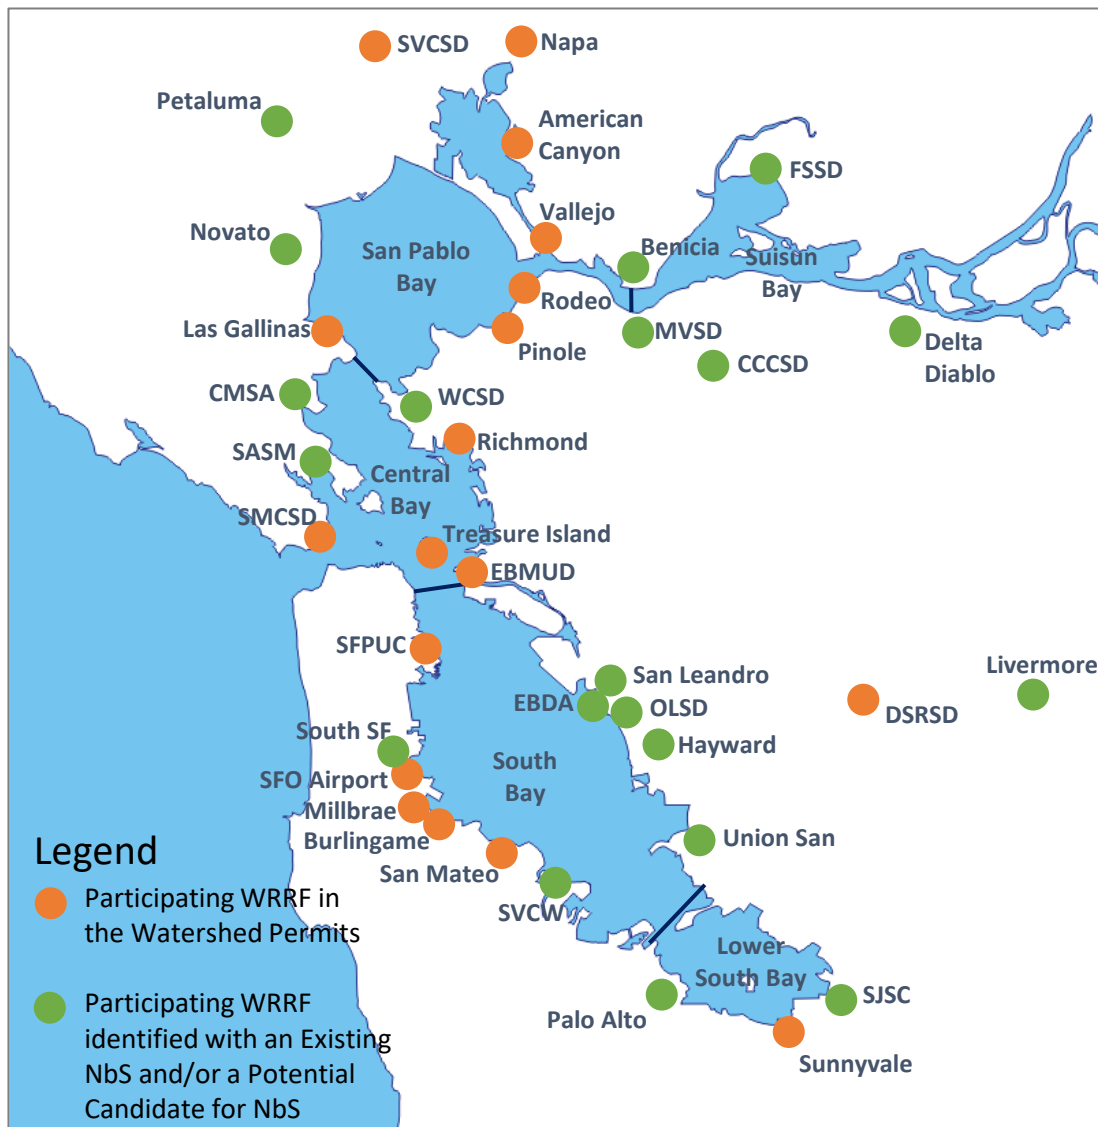 SVCSD
Napa
Petaluma
American
Canyon
FSSD
Vallejo
Novato
San Pablo
Bay
Benicia
Suisun
Bay
Rodeo
Las Gallinas
Pinole
MVSD
CCCSD
Delta
Diablo
CMSA
WCSD
Richmond
SASM
Central
Bay
SMCSD
Treasure Island
EBMUD
SFPUC
San Leandro
Livermore
EBDA
OLSD
DSRSD
South SF
Hayward
South
Bay
SFO Airport
Millbrae
Burlingame
Union San
San Mateo
SVCW
Lower
South Bay
SJSC
Palo Alto
Sunnyvale
Legend
Participating WRRF in
the Watershed Permits
Participating WRRF
identified with an Existing
NbS and/or a Potential
Candidate for NbS